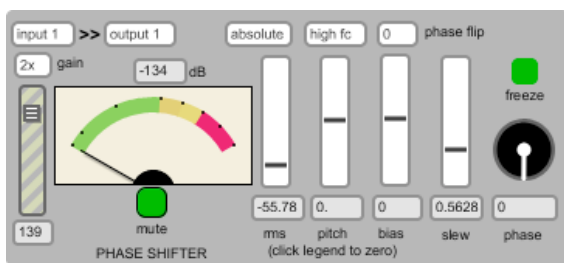 input 1 >> output 1 absolute high fc 0 phase flip
2x gain -134 dB
freeze
139
mute
-55.78 0. 0 0.5628 0
rms pitch bias slew phase
PHASE SHIFTER (click legend to zero)